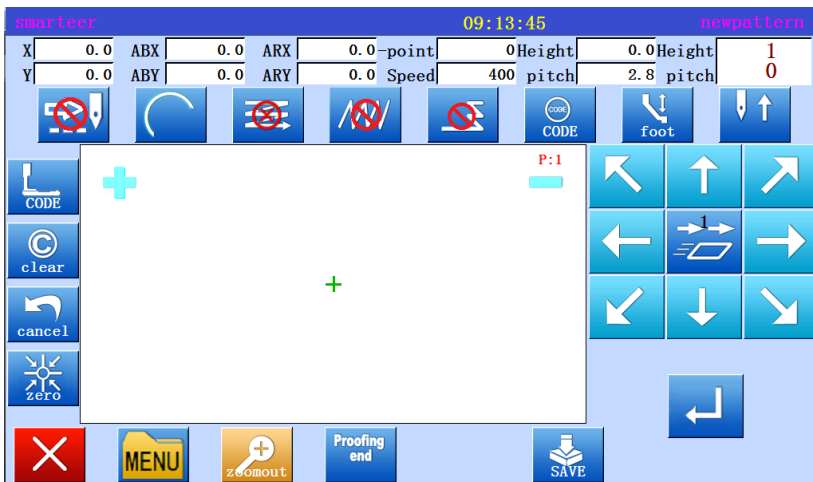 smarteer 09:13:45 newpattern
X 0.0 ABX 0.0 ARX 0.0 -point 0 Height 0.0 Height 1
Y 0.0 ABY 0.0 ARY 0.0 Speed 400 pitch 2.8 pitch 0
CODE
CODE
foot
P:1
CODE
1
clear
cancel
zero
MENU
zoomout
Proofing
end
SAVE